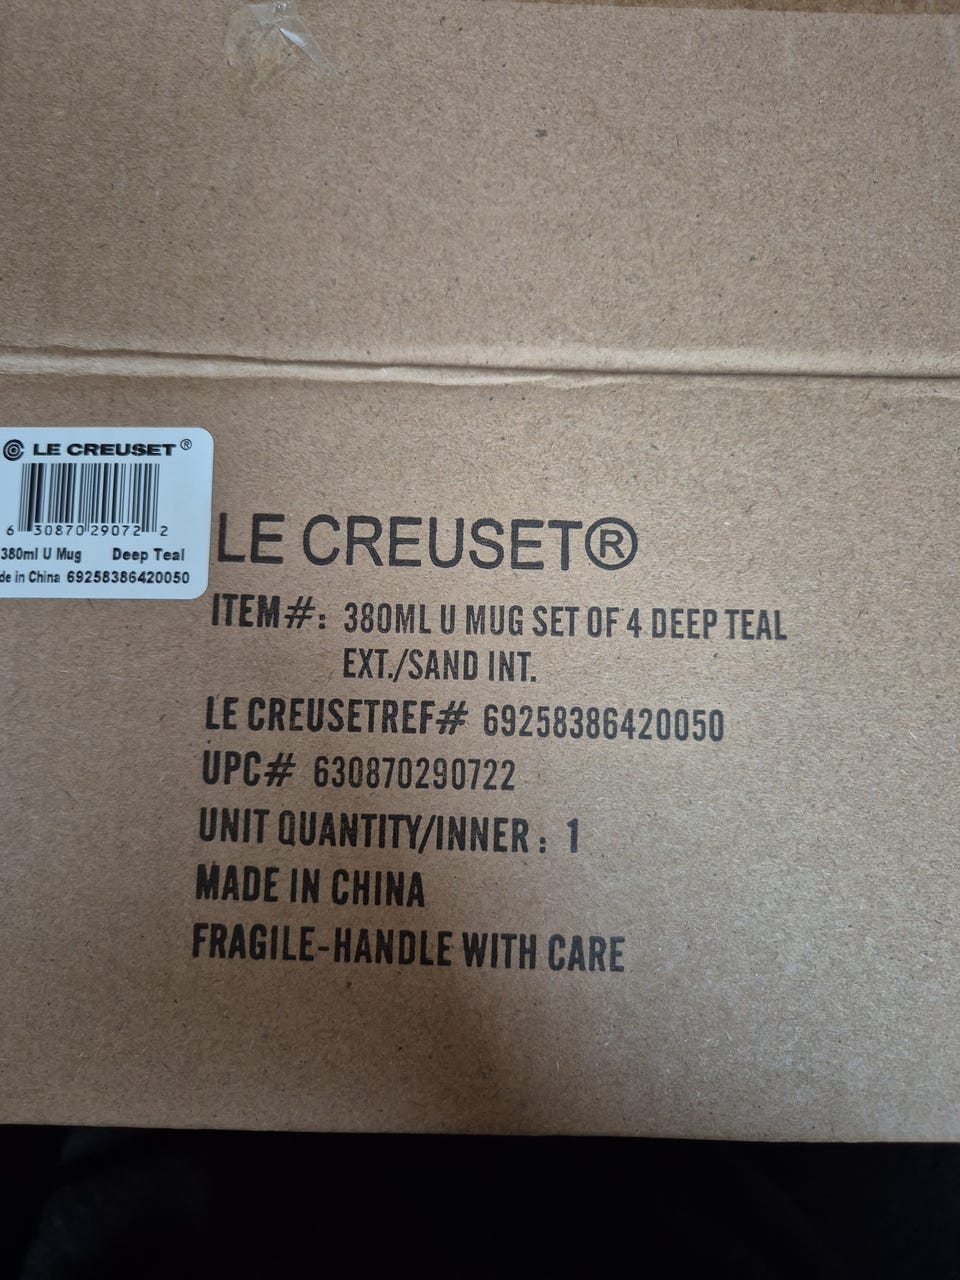 LE CREUSET®
6 30870 29072 2
380ml U Mug Deep Teal
de in China 69258386420050
LE CREUSET®
ITEM#: 380ML U MUG SET OF 4 DEEP TEAL
EXT./SAND INT.
LE CREUSETREF# 69258386420050
UPC# 630870290722
UNIT QUANTITY/INNER: 1
MADE IN CHINA
FRAGILE-HANDLE WITH CARE